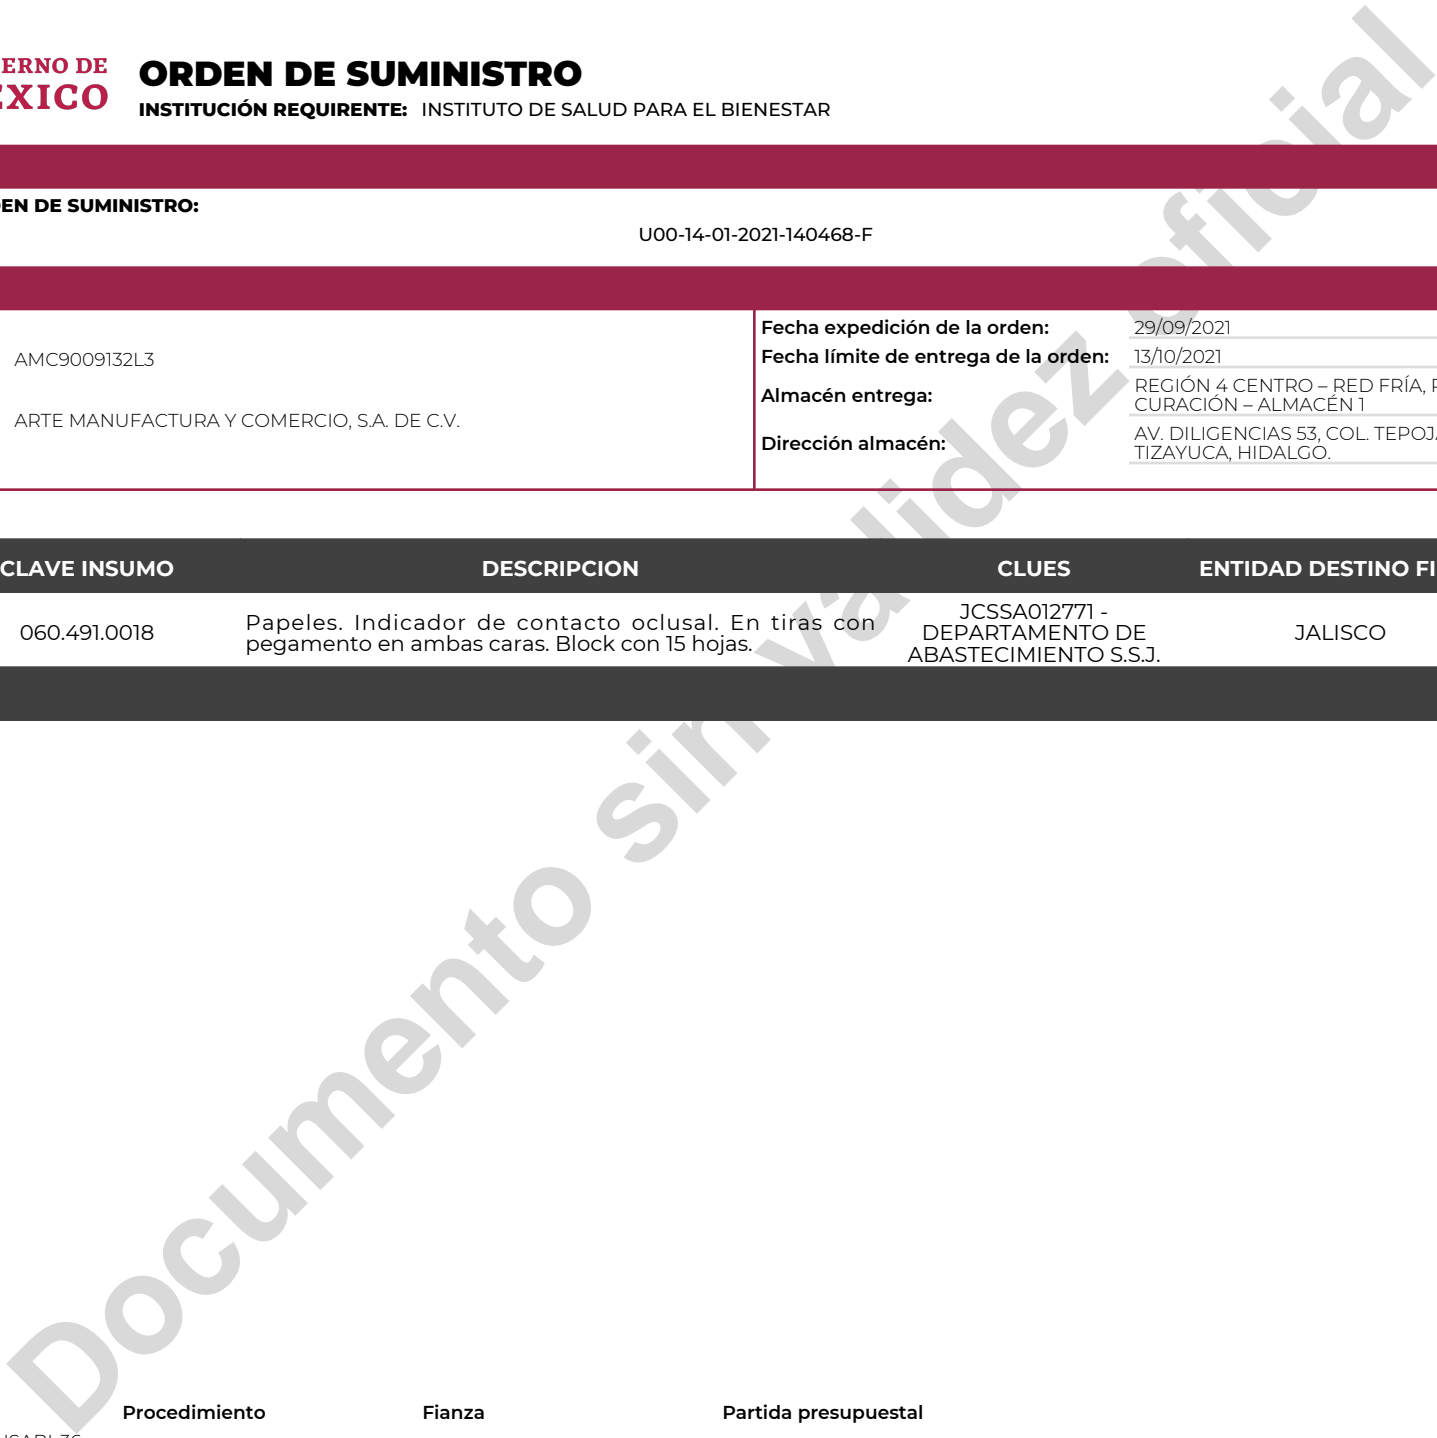 ERNO DE
EXICO
ORDEN DE SUMINISTRO
INSTITUCIÓN REQUIRENTE: INSTITUTO DE SALUD PARA EL BIENESTAR
EN DE SUMINISTRO:
U00-14-01-2021-140468-F
AMC9009132L3
ARTE MANUFACTURA Y COMERCIO, S.A. DE C.V.
Fecha expedición de la orden: 29/09/2021
Fecha límite de entrega de la orden: 13/10/2021
Almacén entrega: REGIÓN 4 CENTRO – RED FRÍA,
CURACIÓN – ALMACÉN 1
Dirección almacén: AV. DILIGENCIAS 53, COL. TEPOJ
TIZAYUCA, HIDALGO.
CLAVE INSUMO DESCRIPCION CLUES ENTIDAD DESTINO FI
060.491.0018
Papeles. Indicador de contacto oclusal. En tiras con
pegamento en ambas caras. Block con 15 hojas.
JCSSA012771 -
DEPARTAMENTO DE
ABASTECIMIENTO S.S.J.
JALISCO
Documento sin validez oficial
Procedimiento Fianza Partida presupuestal